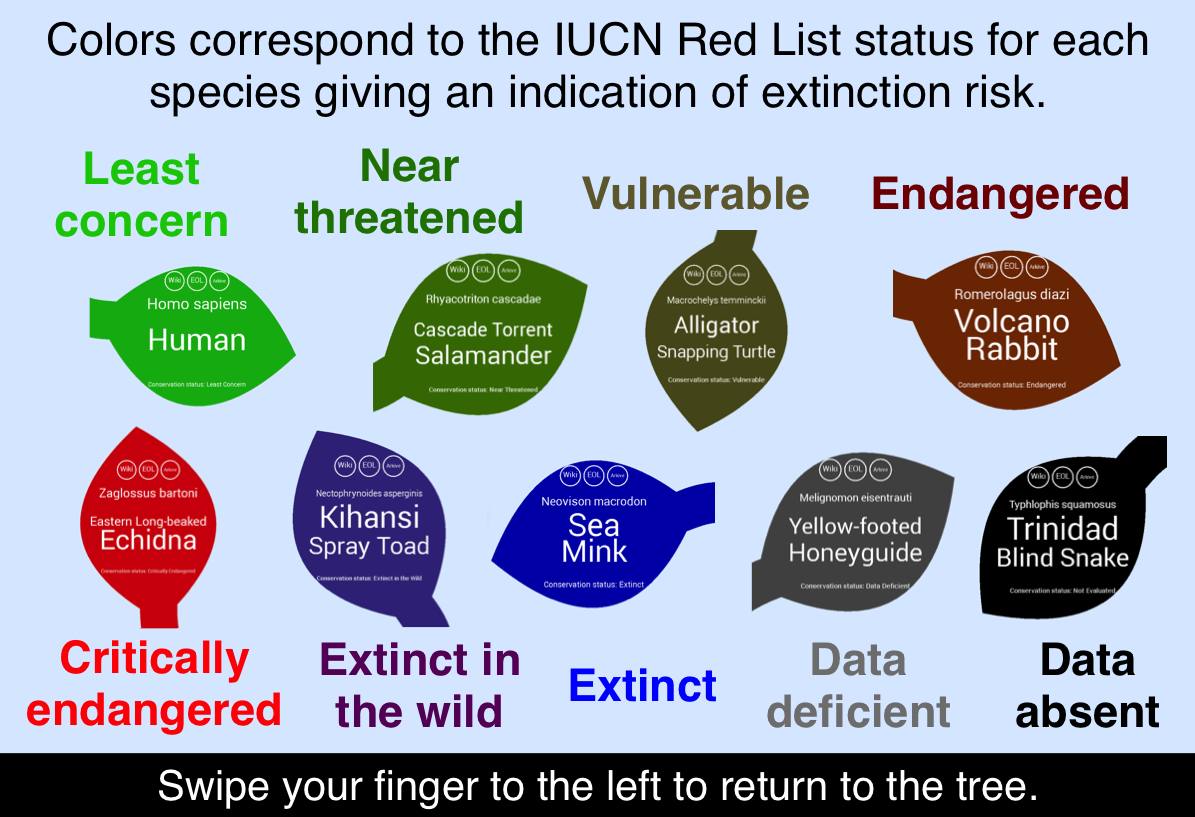 Colors correspond to the IUCN Red List status for each
species giving an indication of extinction risk.
Least
concern
Near
threatened
Vulnerable
Endangered
Wiki EOL Arkive
Homo sapiens
Human
Conservation status: Least Concern
Wiki EOL Arkive
Rhyacotriton cascadae
Cascade Torrent
Salamander
Conservation status: Near Threatened
Wiki EOL Arkive
Macrochelys temminckii
Alligator
Snapping Turtle
Conservation status: Vulnerable
Wiki EOL Arkive
Romerolagus diazi
Volcano
Rabbit
Conservation status: Endangered
Wiki EOL Arkive
Zaglossus bartoni
Eastern Long-beaked
Echidna
Conservation status: Critically Endangered
Wiki EOL Arkive
Nectophrynoides asperginis
Kihansi
Spray Toad
Conservation status: Extinct in the Wild
Wiki EOL Arkive
Neovison macrodon
Sea
Mink
Conservation status: Extinct
Wiki EOL Arkive
Melignomon eisentrauti
Yellow-footed
Honeyguide
Conservation status: Data Deficient
Wiki EOL Arkive
Typhlophis squamosus
Trinidad
Blind Snake
Conservation status: Not Evaluated
Critically
endangered
Extinct in
the wild
Extinct
Data
deficient
Data
absent
Swipe your finger to the left to return to the tree.